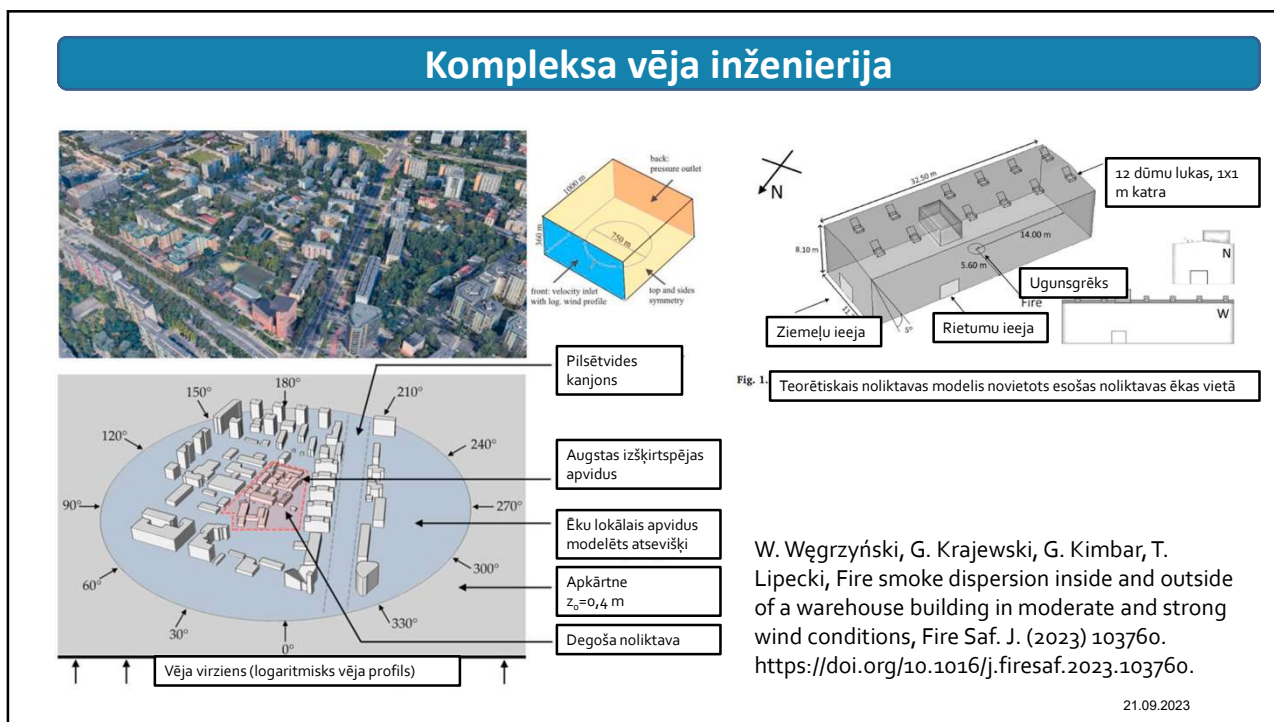 Kompleksa vēja inženierija
back:
pressure outlet
1000 m
360 m
750 m
front: velocity inlet
with log. wind profile
top and sides
symmetry
N
32.50 m
12 dūmu lukas, 1x1
m katra
8.10 m
14.00 m
5.60 m
N
Ugunsgrēks
Fire
W
Ziemeļu ieeja
5°
Rietumu ieeja
Fig. 1.
Teorētiskais noliktavas modelis novietots esošas noliktavas ēkas vietā
Pilsētvides
kanjons
150°
180°
210°
120°
240°
Augstas izšķirtspējas
apvidus
90°
270°
Ēku lokālais apvidus
modelēts atsevišķi
60°
300°
Apkārtne
z₀=0,4 m
30°
330°
0°
Degoša noliktava
Vēja virziens (logaritmisks vēja profils)
W. Węgrzyński, G. Krajewski, G. Kimbar, T.
Lipecki, Fire smoke dispersion inside and outside
of a warehouse building in moderate and strong
wind conditions, Fire Saf. J. (2023) 103760.
https://doi.org/10.1016/j.firesaf.2023.103760.
21.09.2023